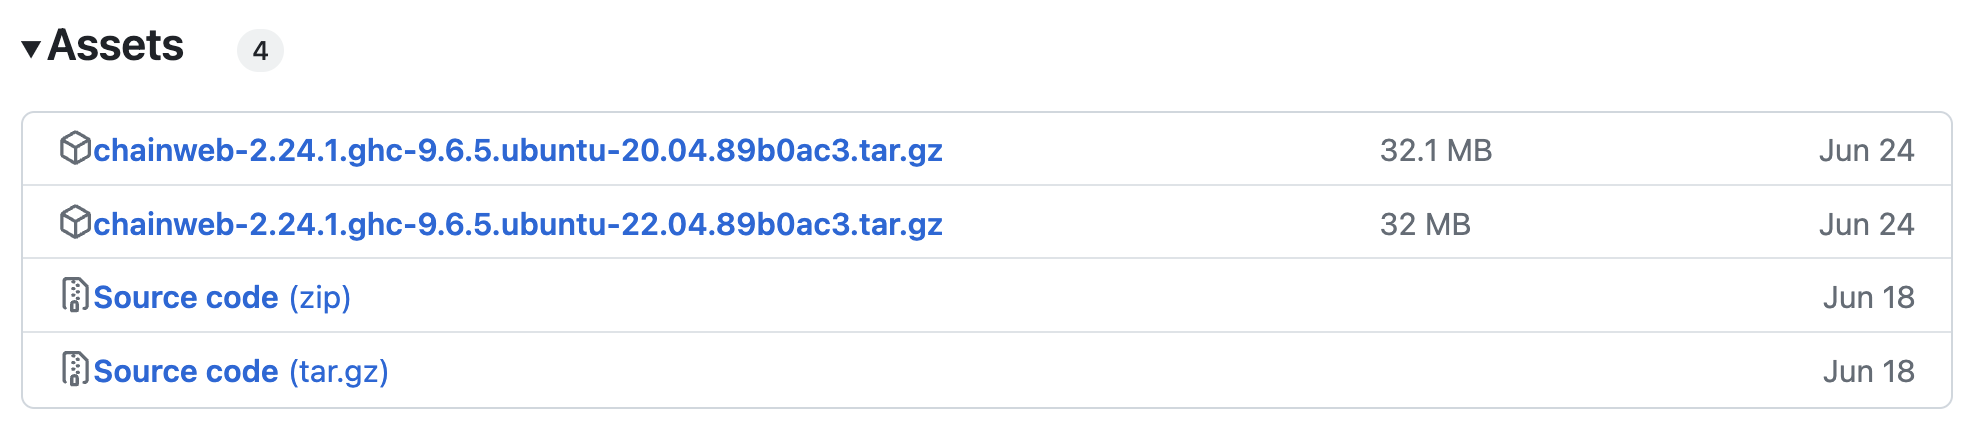 Assets 4
chainweb-2.24.1.ghc-9.6.5.ubuntu-20.04.89b0ac3.tar.gz 32.1 MB Jun 24
chainweb-2.24.1.ghc-9.6.5.ubuntu-22.04.89b0ac3.tar.gz 32 MB Jun 24
Source code (zip) Jun 18
Source code (tar.gz) Jun 18